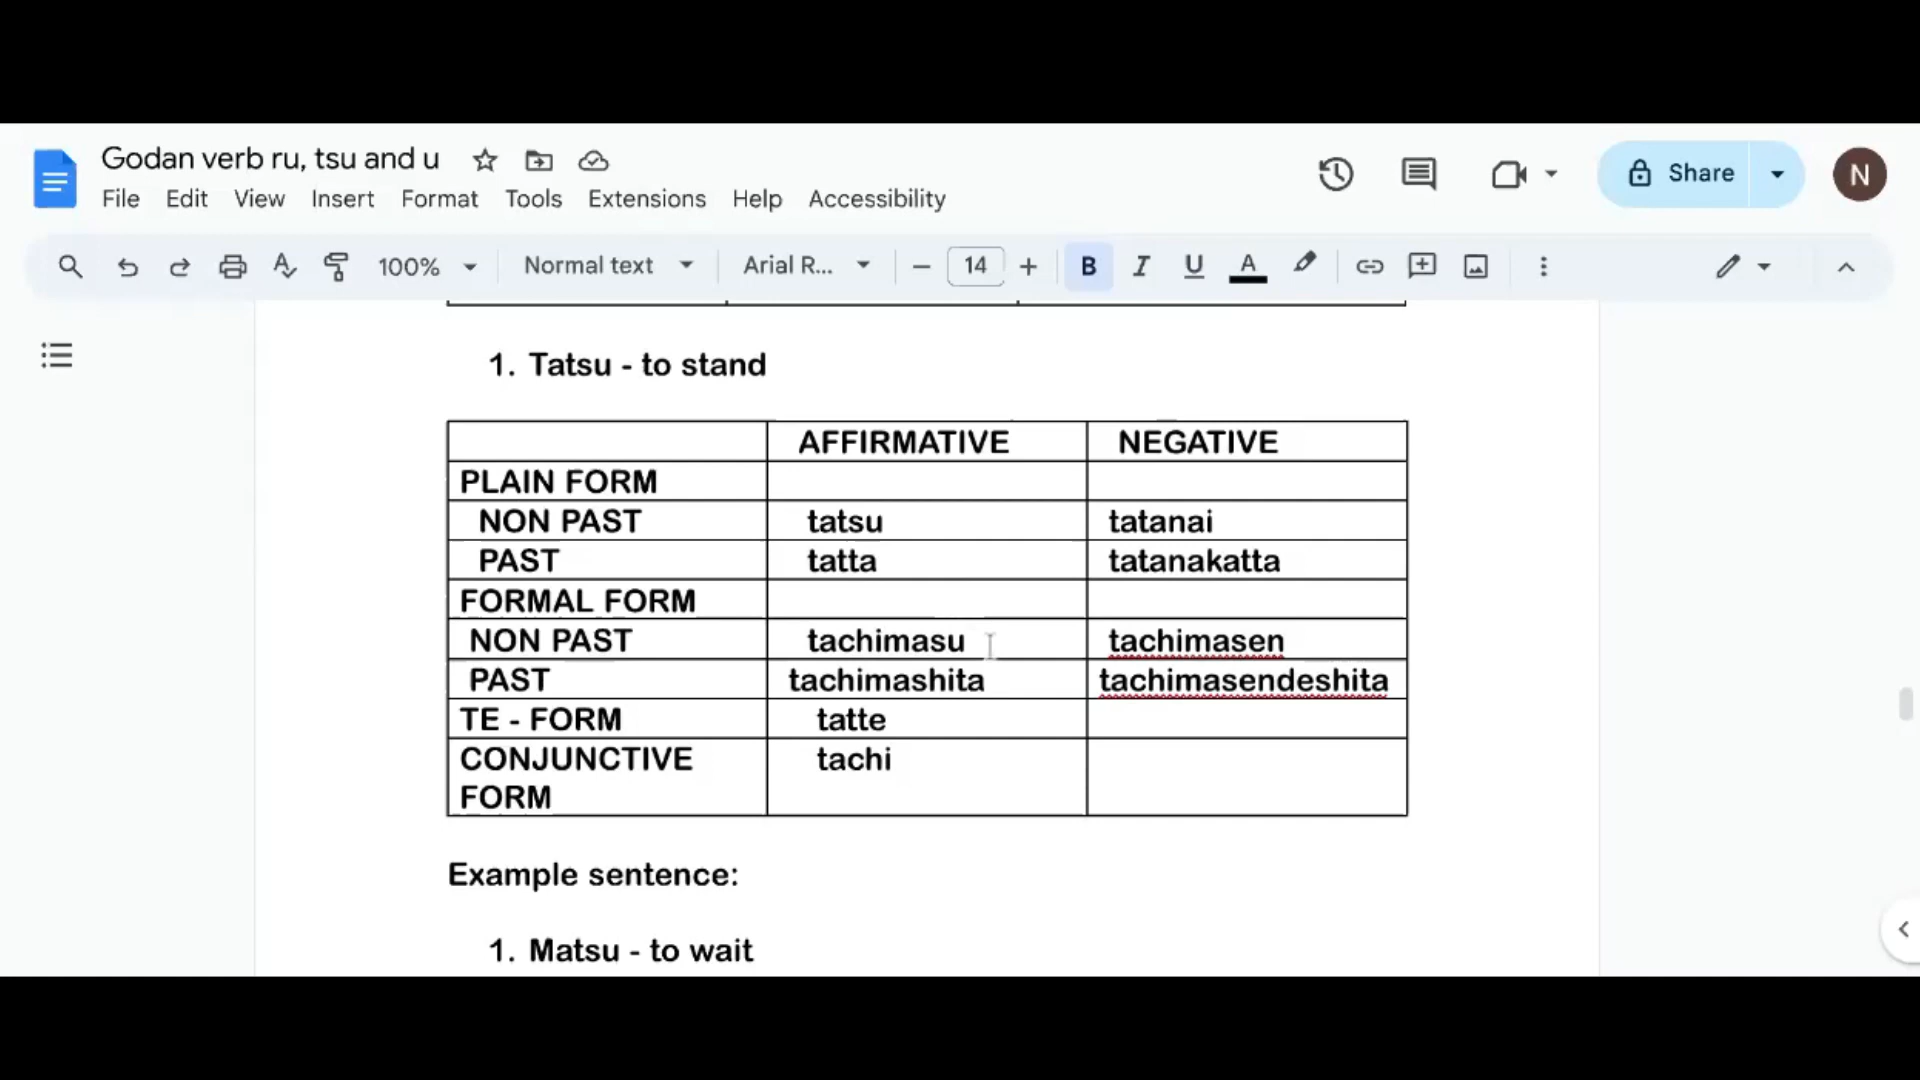 Godan verb ru, tsu and u
File Edit View Insert Format Tools Extensions Help Accessibility
Share
N
100% Normal text Arial R... 14 B I U A
1. Tatsu - to stand
AFFIRMATIVE NEGATIVE
PLAIN FORM
NON PAST tatsu tatanai
PAST tatta tatanakatta
FORMAL FORM
NON PAST tachimasu tachimasen
PAST tachimashita tachimasendeshita
TE - FORM tatte
CONJUNCTIVE tachi
FORM
Example sentence:
1. Matsu - to wait